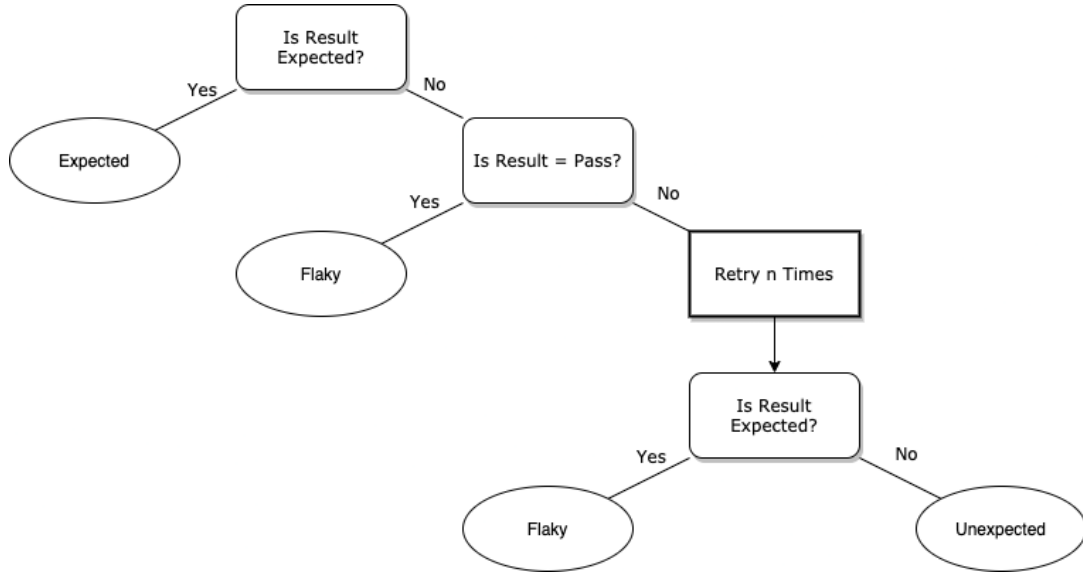 Is Result
Expected?
Yes
No
Expected
Is Result = Pass?
Yes
No
Flaky
Retry n Times
Is Result
Expected?
Yes
No
Flaky
Unexpected